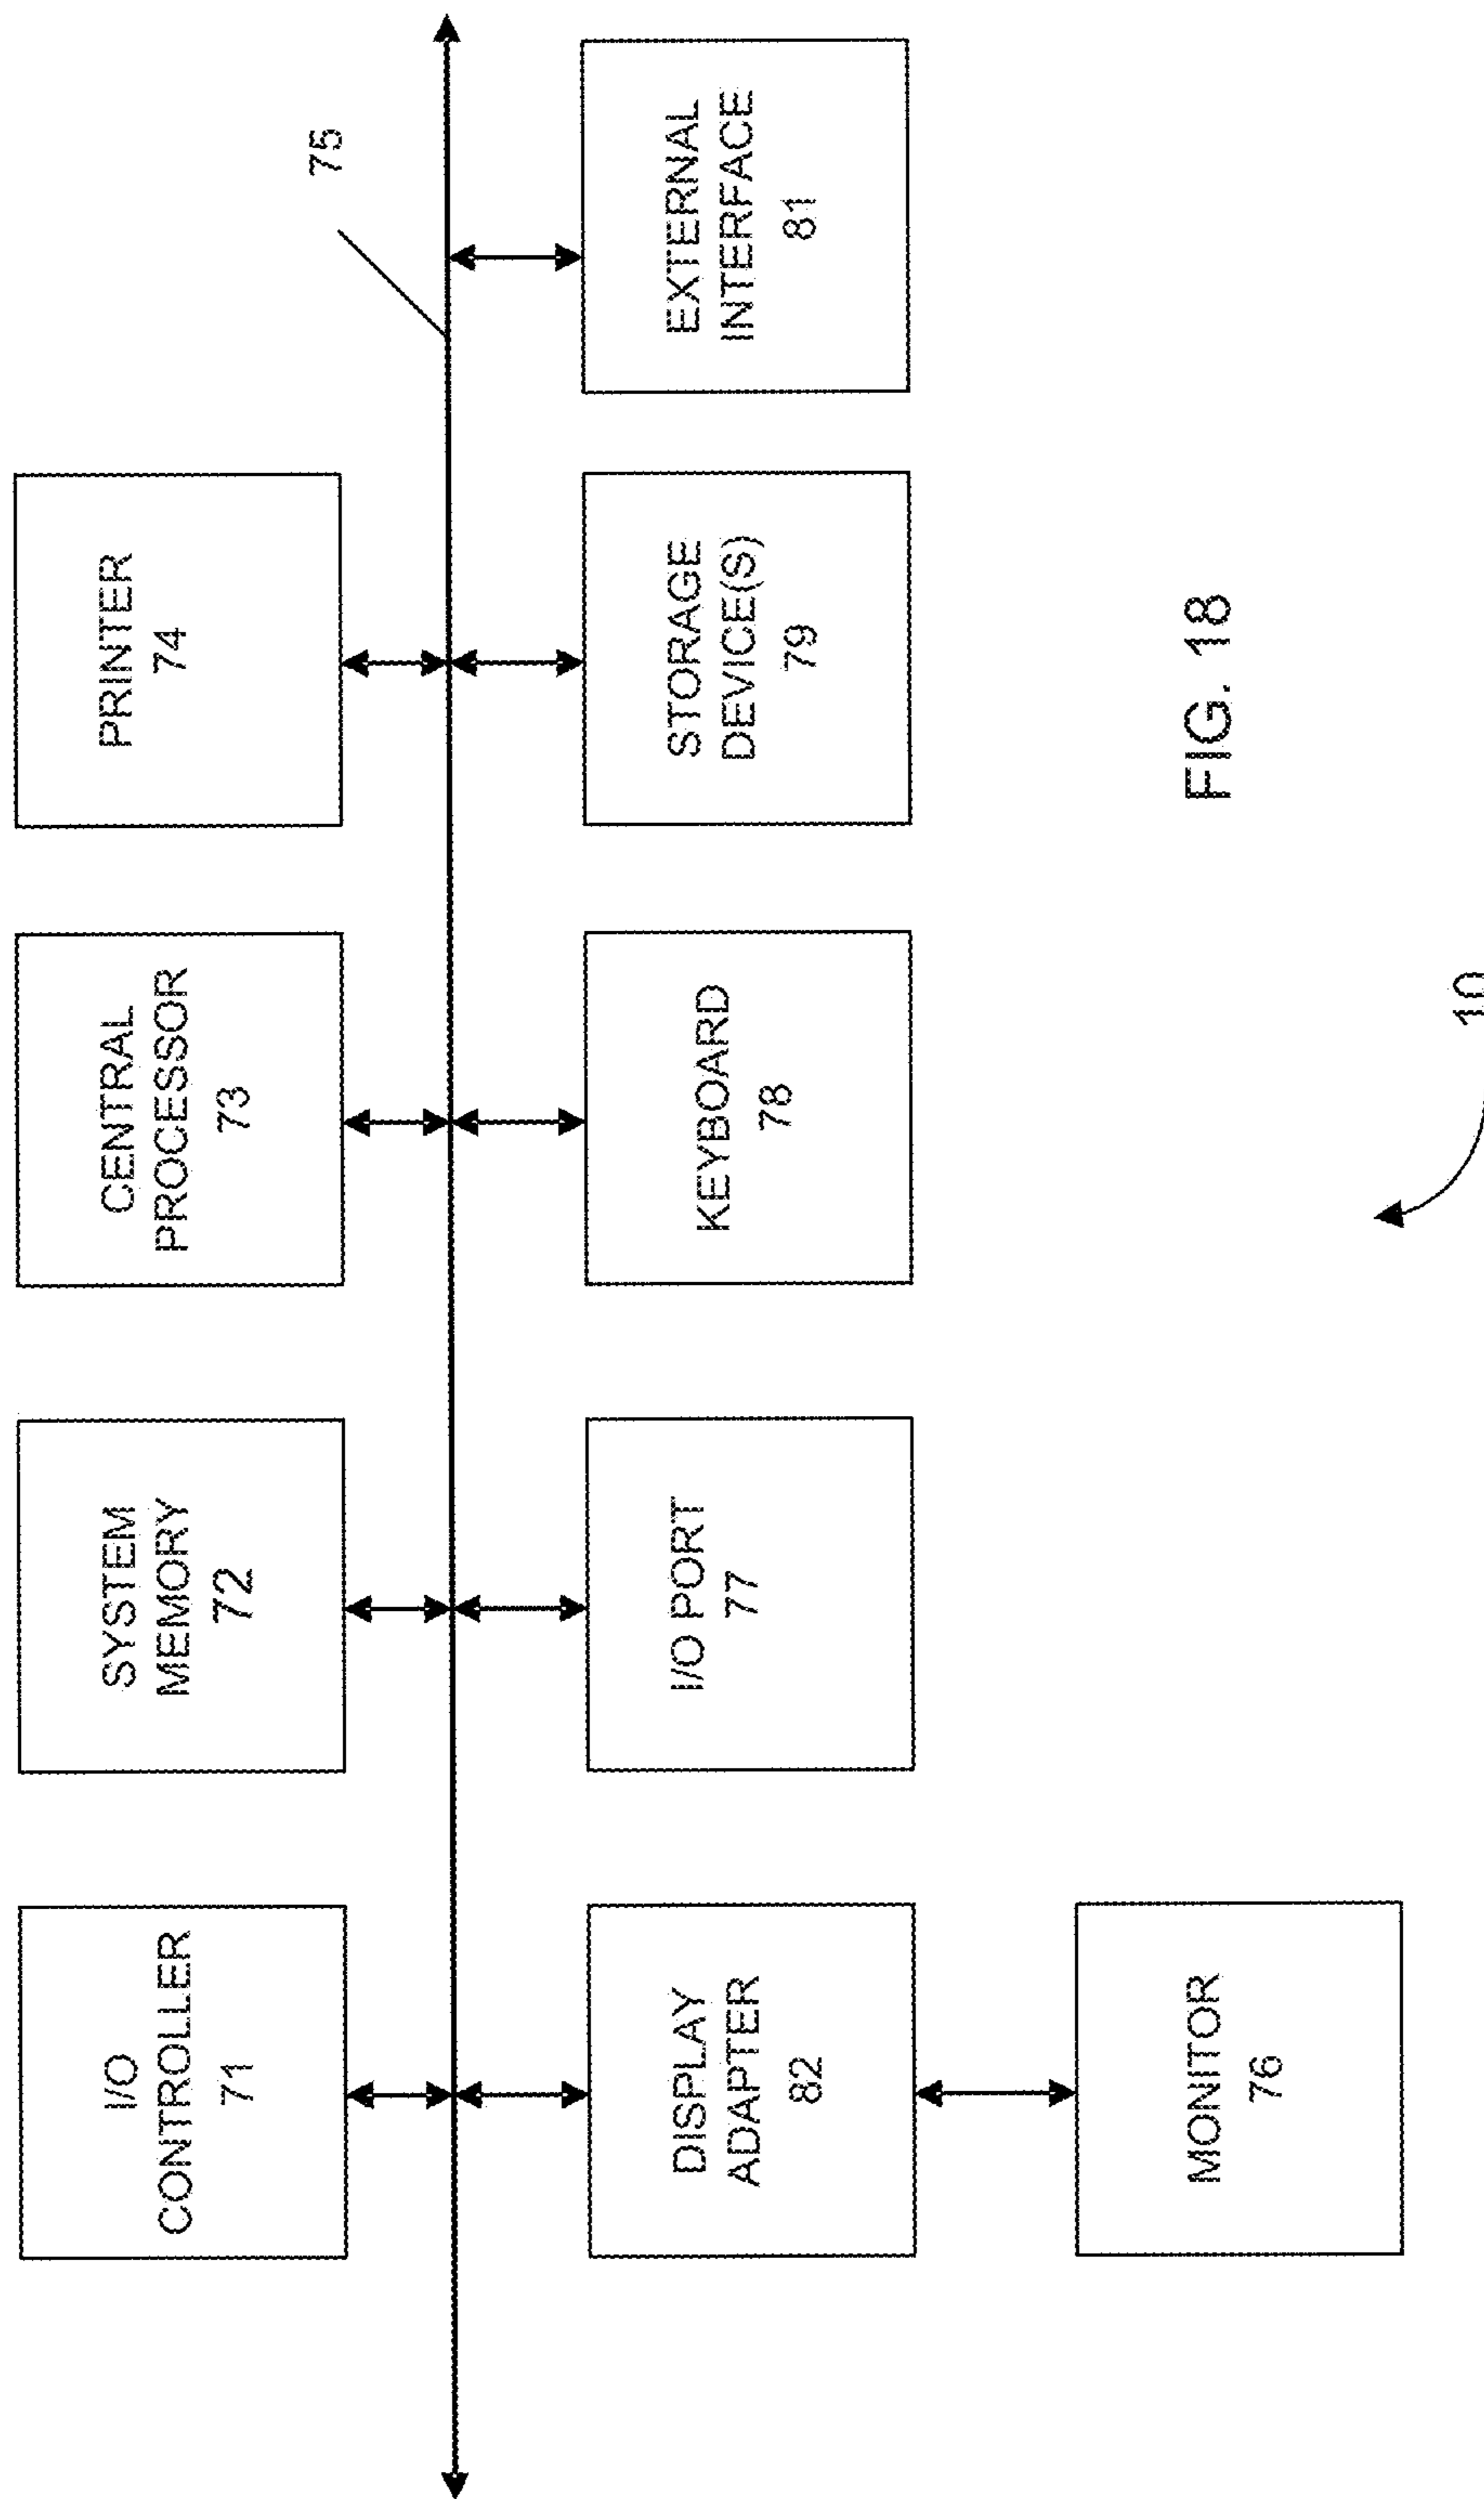 I/O
CONTROLLER
71
SYSTEM
MEMORY
72
CENTRAL
PROCESSOR
73
PRINTER
74
75
DISPLAY
ADAPTER
82
I/O PORT
77
KEYBOARD
78
STORAGE
DEVICE(S)
79
EXTERNAL
INTERFACE
81
MONITOR
76
FIG. 18
10